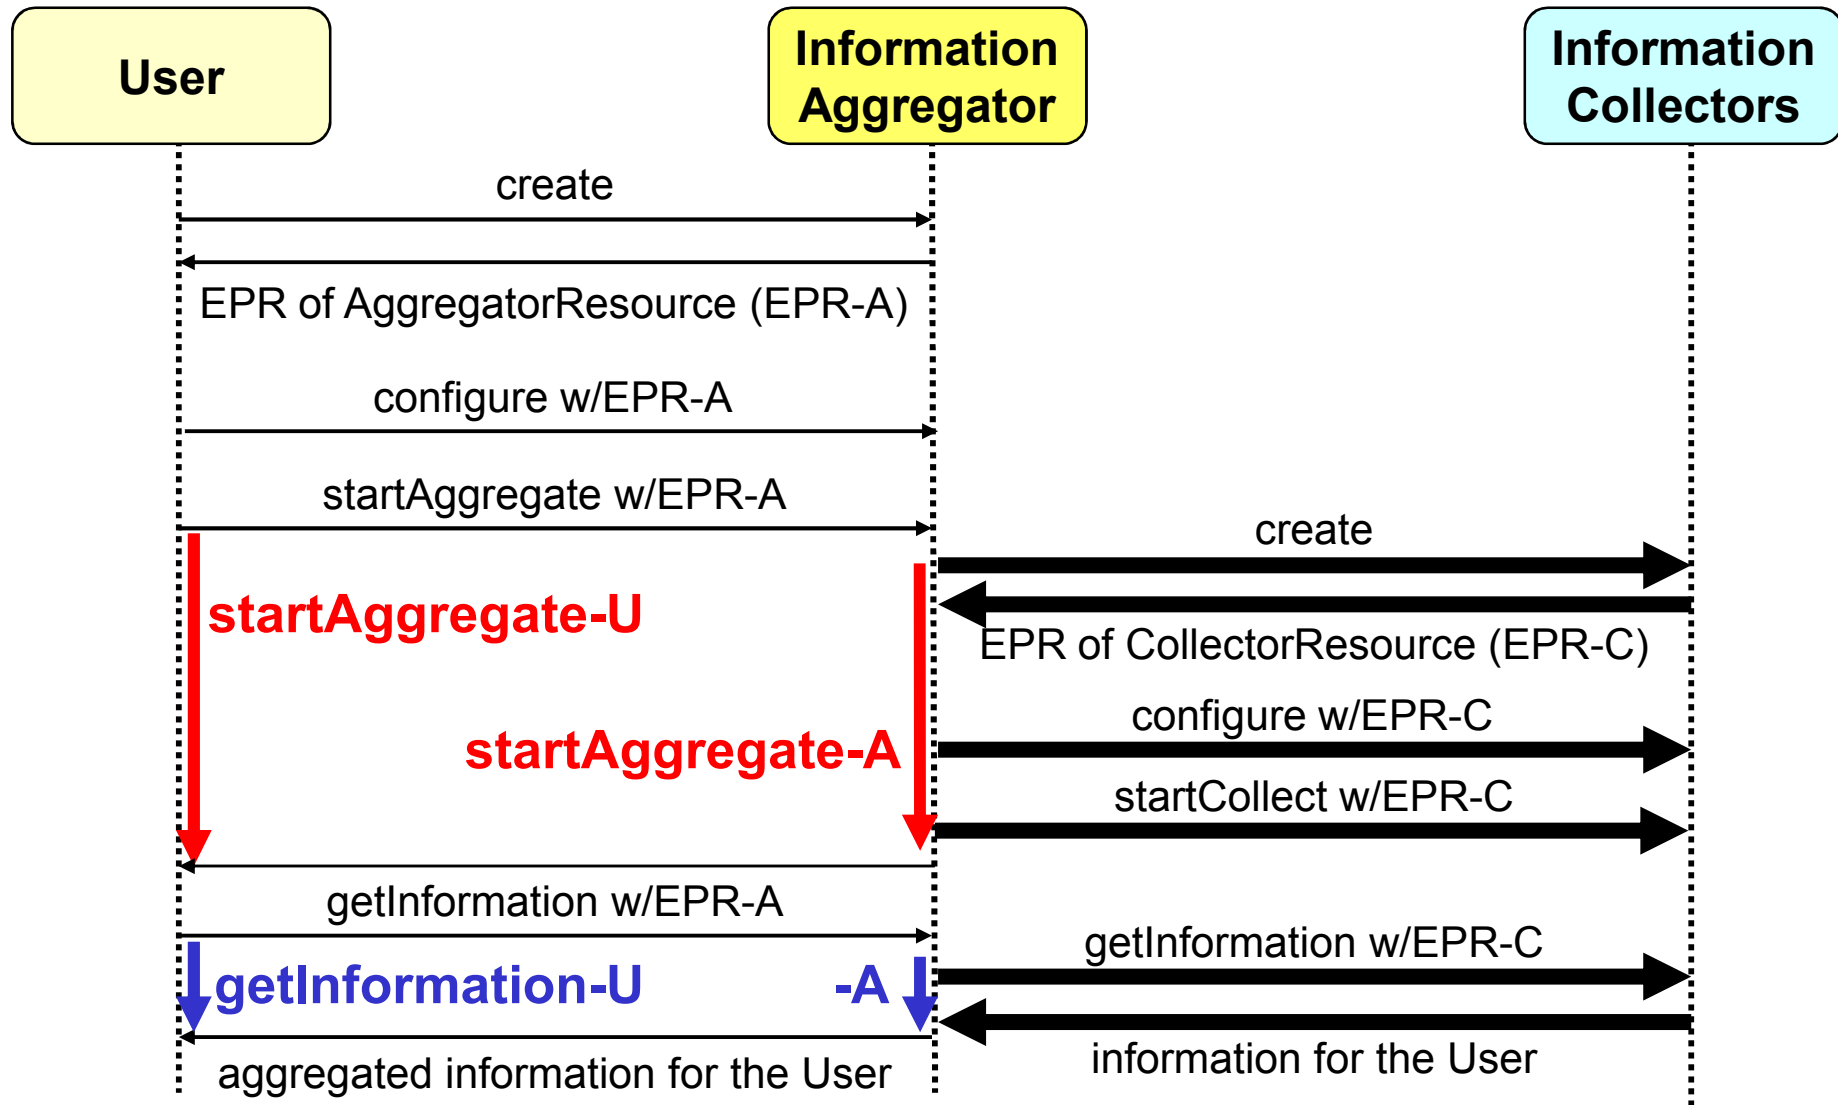 User
Information
Aggregator
Information
Collectors
create
EPR of AggregatorResource (EPR-A)
configure w/EPR-A
startAggregate w/EPR-A
create
startAggregate-U
EPR of CollectorResource (EPR-C)
configure w/EPR-C
startAggregate-A
startCollect w/EPR-C
getInformation w/EPR-A
getInformation w/EPR-C
getInformation-U
-A
information for the User
aggregated information for the User